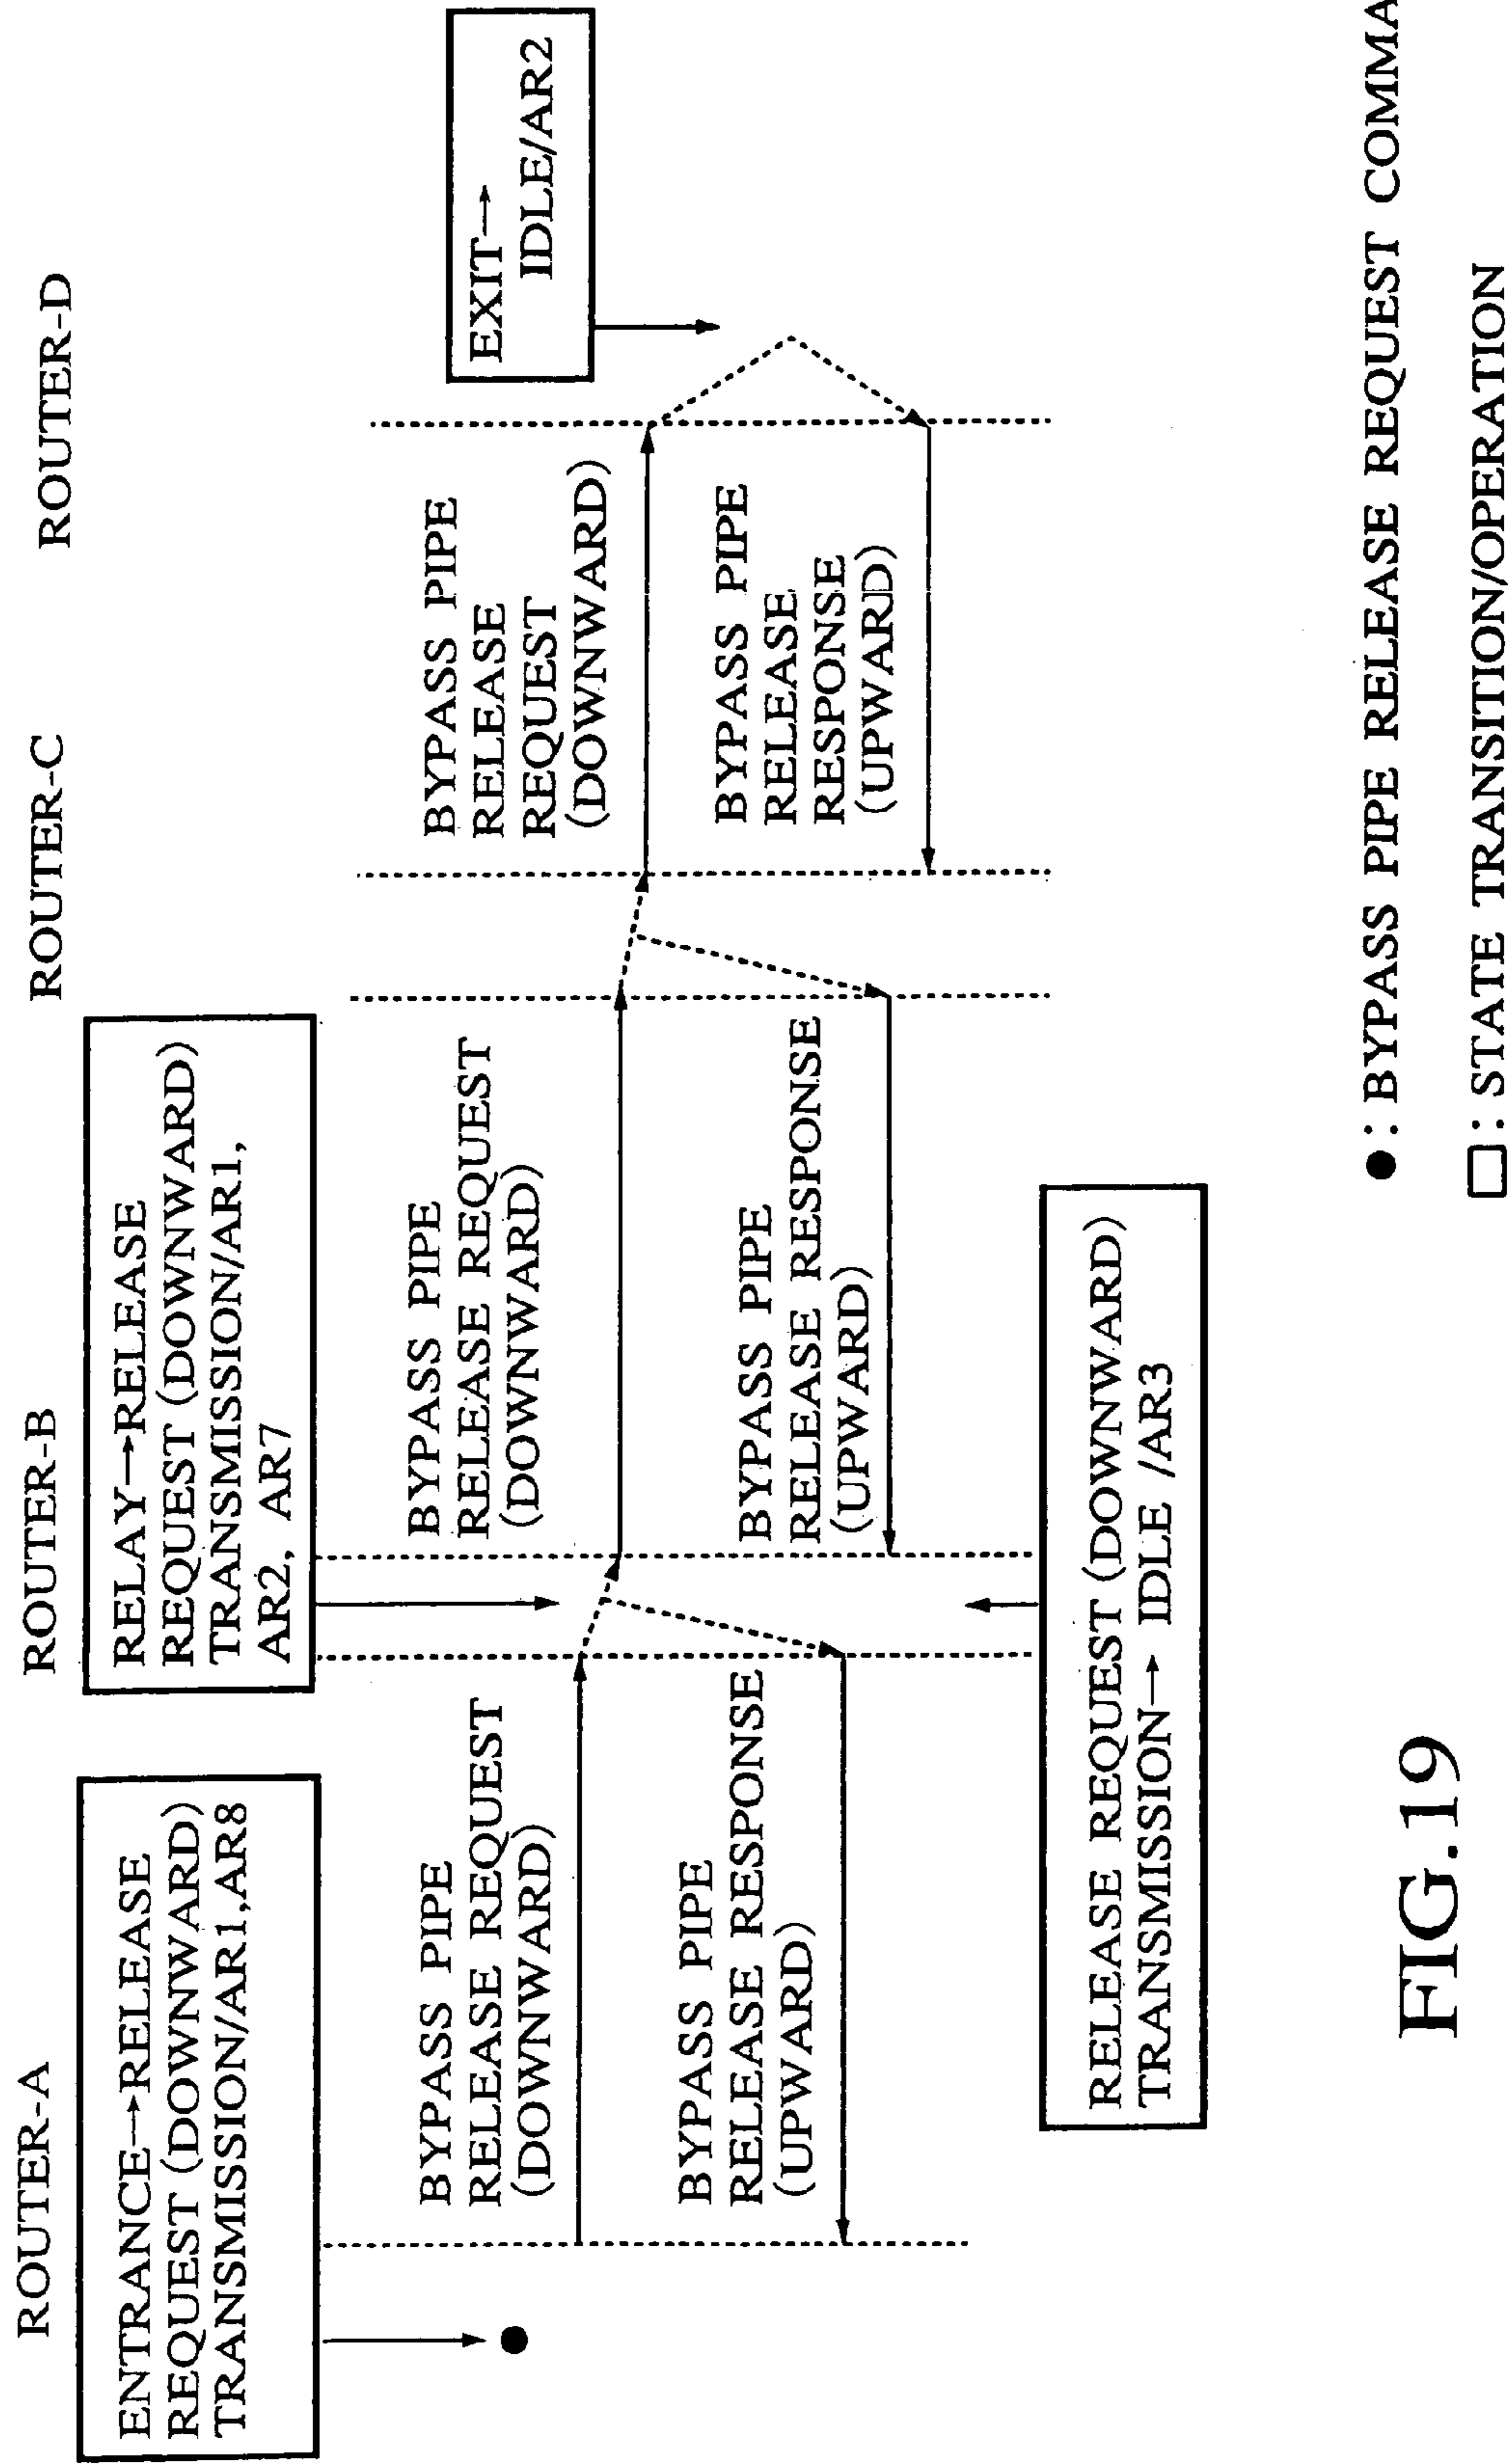 ROUTER-A
ROUTER-B
ROUTER-C
ROUTER-D
ENTRANCE→RELEASE
REQUEST (DOWNWARD)
TRANSMISSION/AR1,AR8
RELAY→RELEASE
REQUEST (DOWNWARD)
TRANSMISSION/AR1,
AR2, AR7
EXIT→
IDLE/AR2
BYPASS PIPE
RELEASE REQUEST
(DOWNWARD)
BYPASS PIPE
RELEASE REQUEST
(DOWNWARD)
BYPASS PIPE
RELEASE
REQUEST
(DOWNWARD)
BYPASS PIPE
RELEASE RESPONSE
(UPWARD)
BYPASS PIPE
RELEASE RESPONSE
(UPWARD)
BYPASS PIPE
RELEASE
RESPONSE
(UPWARD)
RELEASE REQUEST (DOWNWARD)
TRANSMISSION→ IDLE /AR3
● : BYPASS PIPE RELEASE REQUEST COMMA
□ : STATE TRANSITION/OPERATION
FIG.19